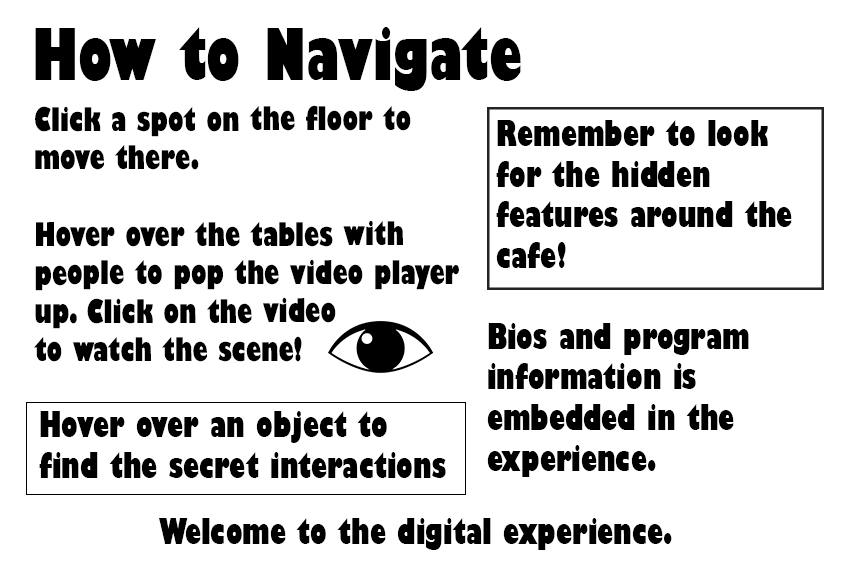 How to Navigate
Click a spot on the floor to
move there.
Hover over the tables with
people to pop the video player
up. Click on the video
to watch the scene!
Hover over an object to
find the secret interactions
Remember to look
for the hidden
features around the
cafe!
Bios and program
information is
embedded in the
experience.
Welcome to the digital experience.